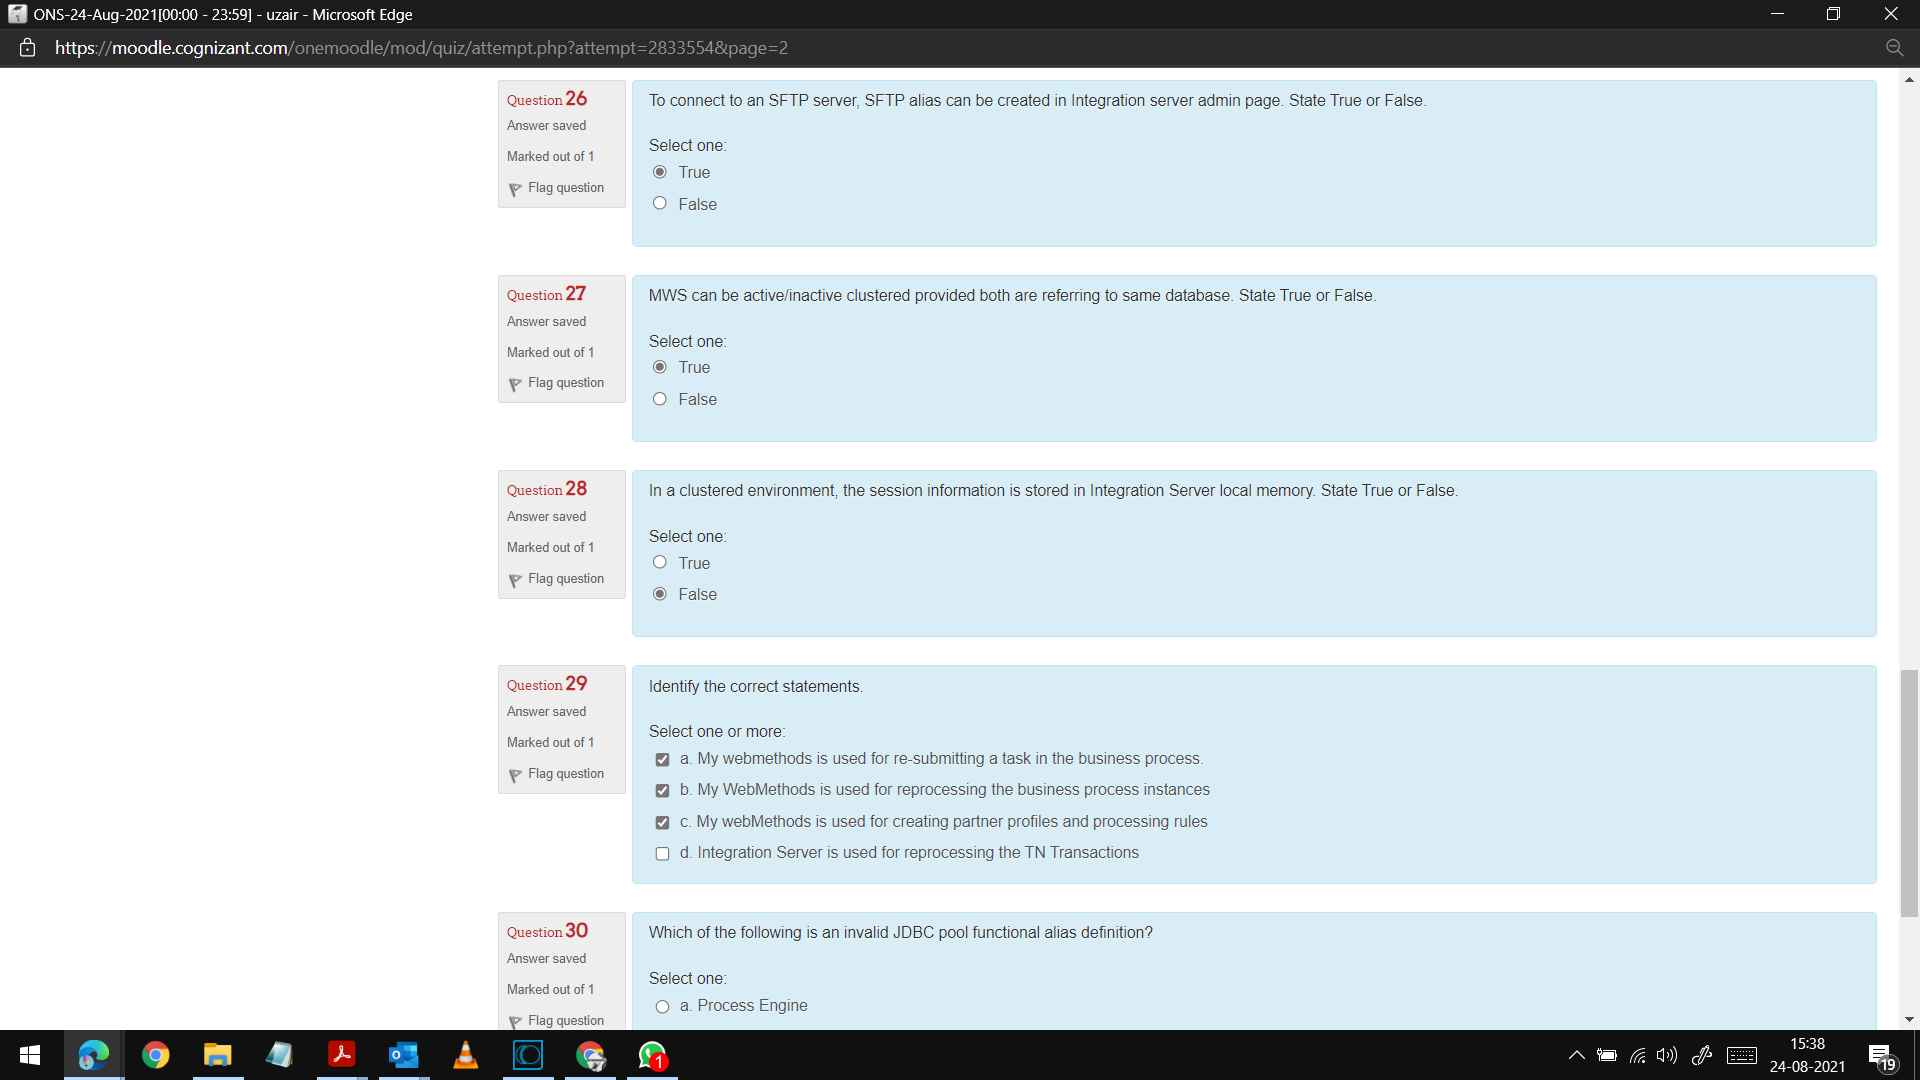 ONS-24-Aug-2021[00:00 - 23:59] - uzair - Microsoft Edge
https://moodle.cognizant.com/onemoodle/mod/quiz/attempt.php?attempt=2833554&page=2
Question 26
Answer saved
Marked out of 1
Flag question
To connect to an SFTP server, SFTP alias can be created in Integration server admin page. State True or False.
Select one:
True
False
Question 27
Answer saved
Marked out of 1
Flag question
MWS can be active/inactive clustered provided both are referring to same database. State True or False.
Select one:
True
False
Question 28
Answer saved
Marked out of 1
Flag question
In a clustered environment, the session information is stored in Integration Server local memory. State True or False.
Select one:
True
False
Question 29
Answer saved
Marked out of 1
Flag question
Identify the correct statements.
Select one or more:
a. My webmethods is used for re-submitting a task in the business process.
b. My WebMethods is used for reprocessing the business process instances
c. My webMethods is used for creating partner profiles and processing rules
d. Integration Server is used for reprocessing the TN Transactions
Question 30
Answer saved
Marked out of 1
Flag question
Which of the following is an invalid JDBC pool functional alias definition?
Select one:
a. Process Engine
1
15:38
24-08-2021
19